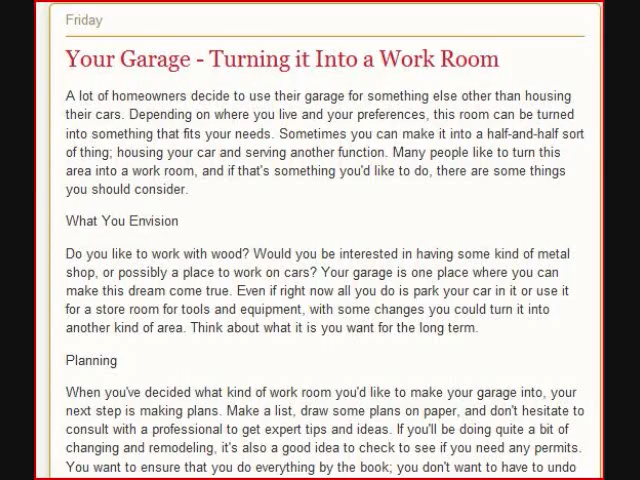 Friday
Your Garage - Turning it Into a Work Room
A lot of homeowners decide to use their garage for something else other than housing
their cars. Depending on where you live and your preferences, this room can be turned
into something that fits your needs. Sometimes you can make it into a half-and-half sort
of thing; housing your car and serving another function. Many people like to turn this
area into a work room, and if that's something you'd like to do, there are some things
you should consider.
What You Envision
Do you like to work with wood? Would you be interested in having some kind of metal
shop, or possibly a place to work on cars? Your garage is one place where you can
make this dream come true. Even if right now all you do is park your car in it or use it
for a store room for tools and equipment, with some changes you could turn it into
another kind of area. Think about what it is you want for the long term.
Planning
When you've decided what kind of work room you'd like to make your garage into, your
next step is making plans. Make a list, draw some plans on paper, and don't hesitate to
consult with a professional to get expert tips and ideas. If you'll be doing quite a bit of
changing and remodeling, it's also a good idea to check to see if you need any permits.
You want to ensure that you do everything by the book; you don't want to have to undo